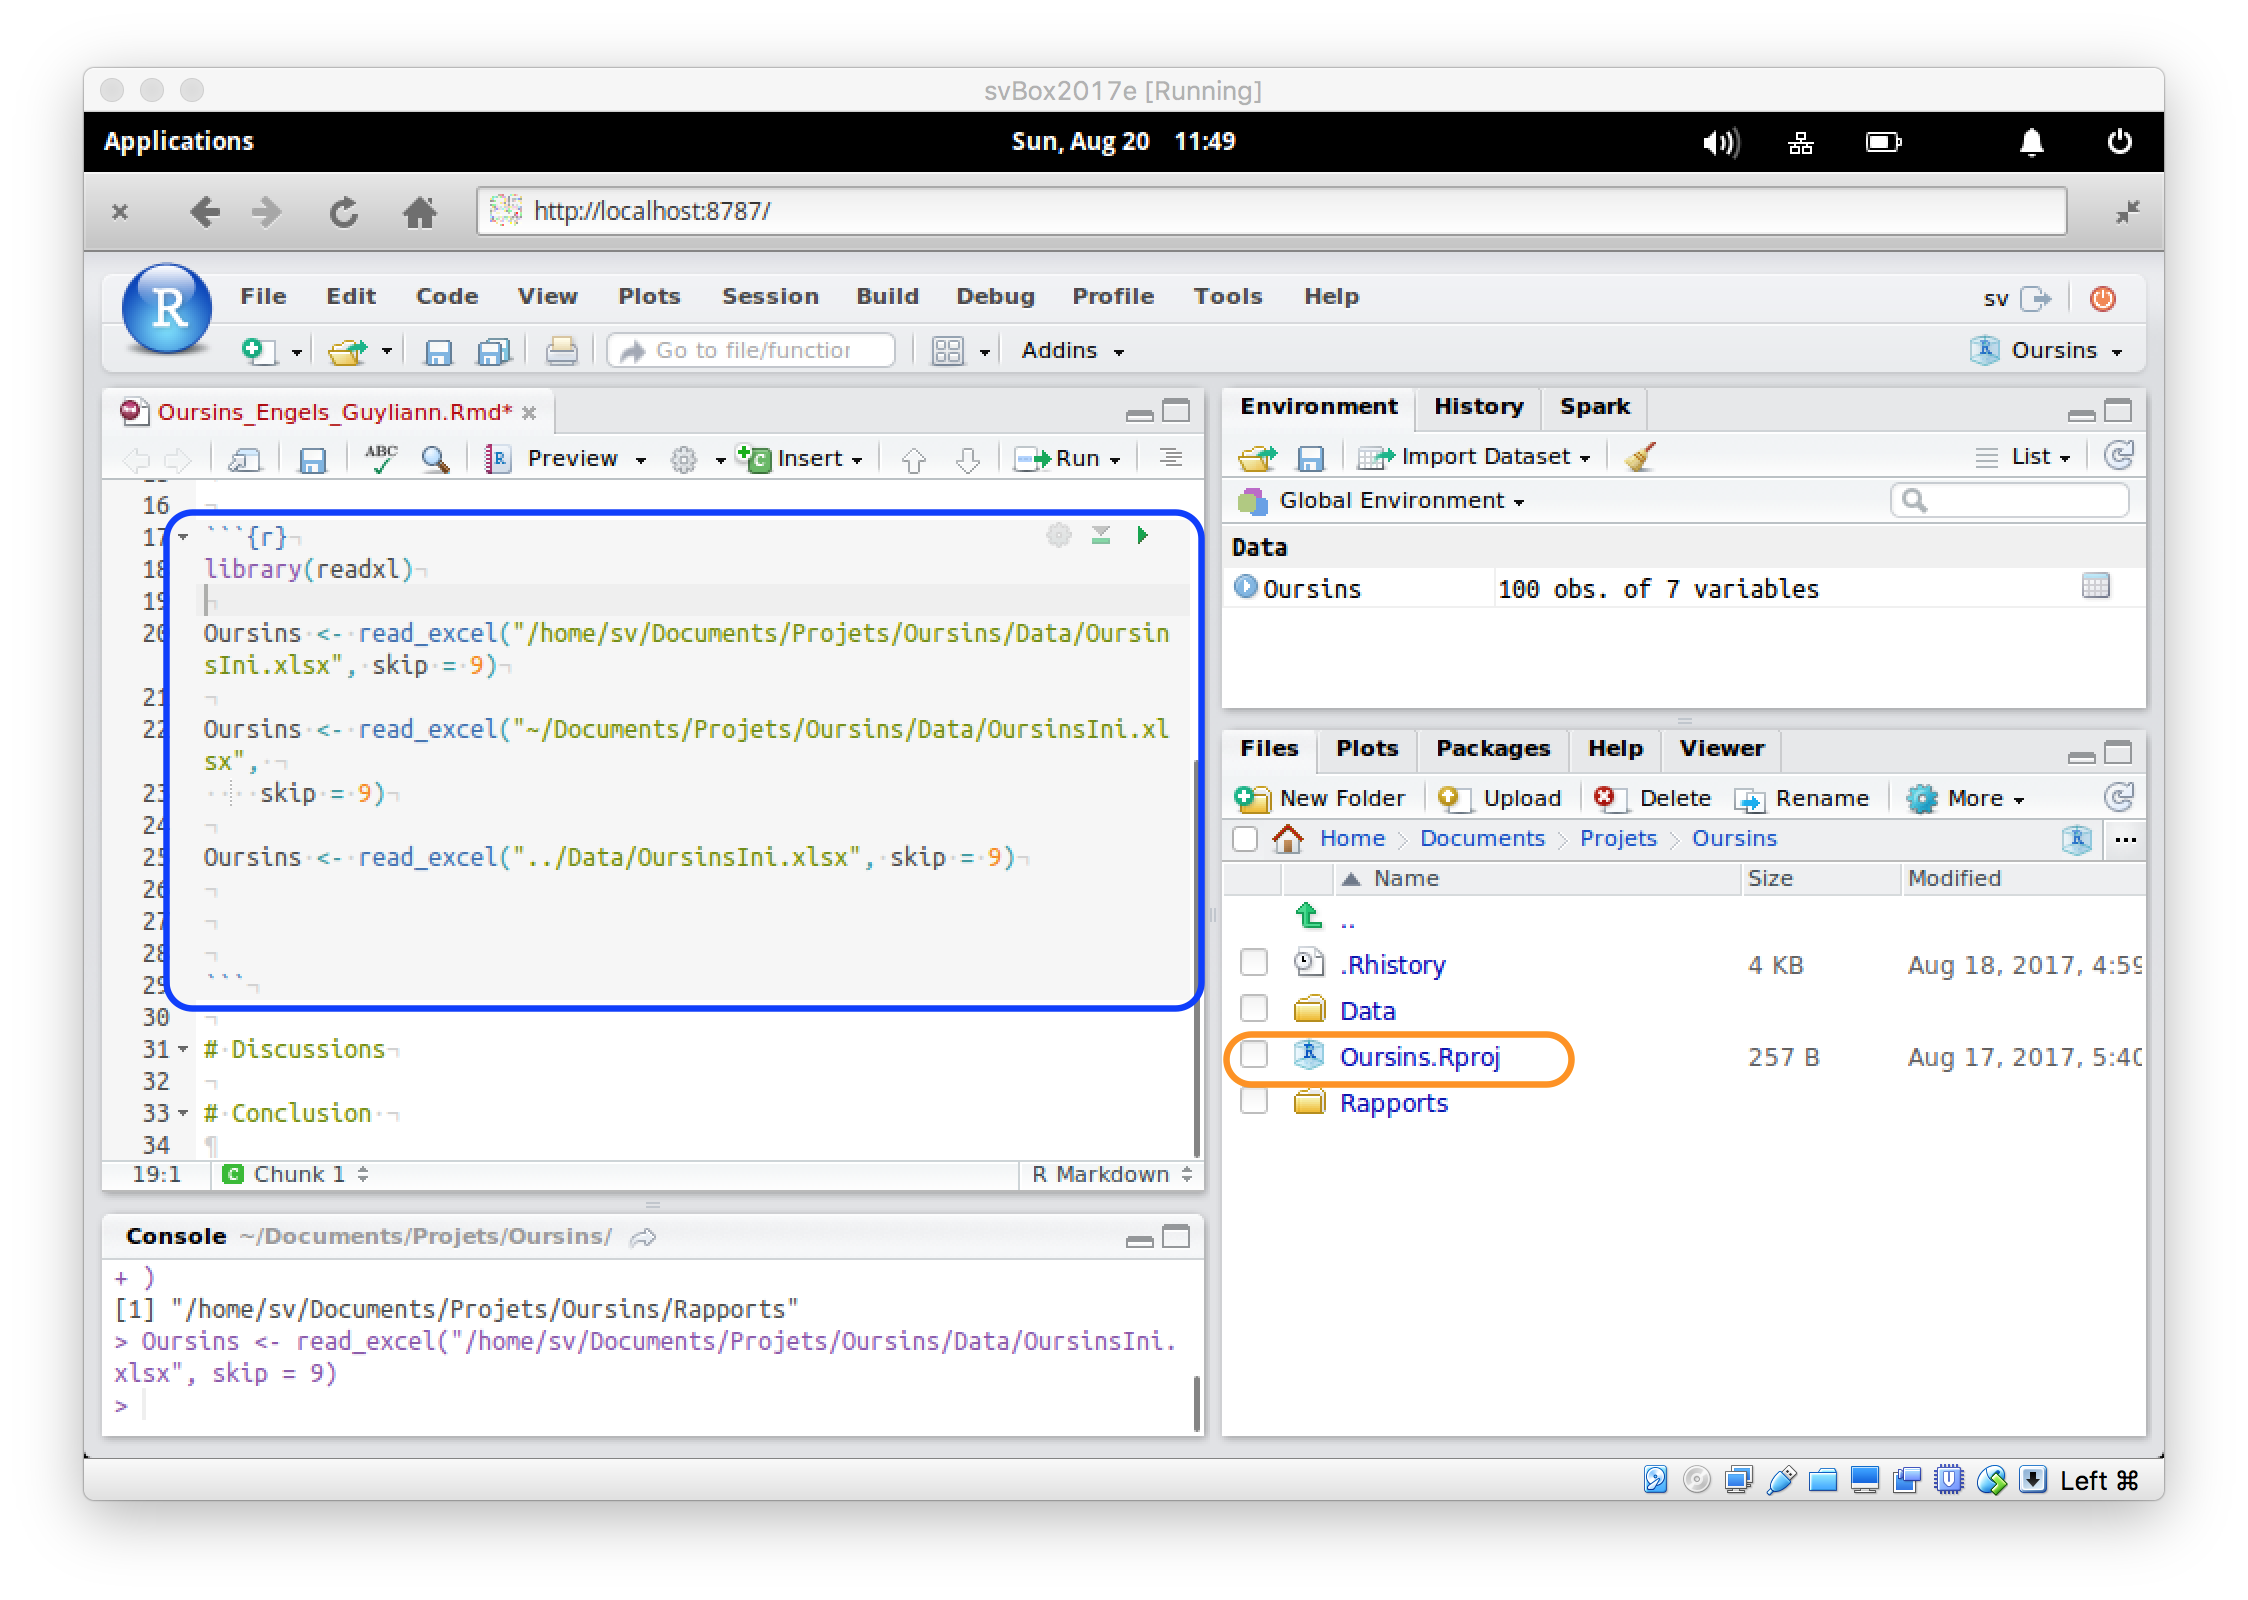 svBox2017e [Running]
Applications
Sun, Aug 20 11:49
http://localhost:8787/
R
File Edit Code View Plots Session Build Debug Profile Tools Help
sv
Go to file/function
Addins
Oursins
Oursins_Engels_Guyliann.Rmd*
ABC
Preview
Insert
Run
16
17 ```{r}
18 library(readxl)
19
20 Oursins <- read_excel("/home/sv/Documents/Projets/Oursins/Data/Oursin
sIni.xlsx", skip = 9)
21
22 Oursins <- read_excel("~/Documents/Projets/Oursins/Data/OursinsIni.xl
sx",
23 skip = 9)
24
25 Oursins <- read_excel("../Data/OursinsIni.xlsx", skip = 9)
26
27
28
29 ```
30
31 # Discussions
32
33 # Conclusion
34
19:1
Chunk 1
R Markdown
Console ~/Documents/Projets/Oursins/
+ )
[1] "/home/sv/Documents/Projets/Oursins/Rapports"
> Oursins <- read_excel("/home/sv/Documents/Projets/Oursins/Data/OursinsIni.
xlsx", skip = 9)
>
Environment History Spark
Import Dataset
List
Global Environment
Data
Oursins 100 obs. of 7 variables
Files Plots Packages Help Viewer
New Folder Upload Delete Rename More
Home Documents Projets Oursins
...
Name Size Modified
..
.Rhistory 4 KB Aug 18, 2017, 4:59
Data
Oursins.Rproj 257 B Aug 17, 2017, 5:40
Rapports
Left ⌘